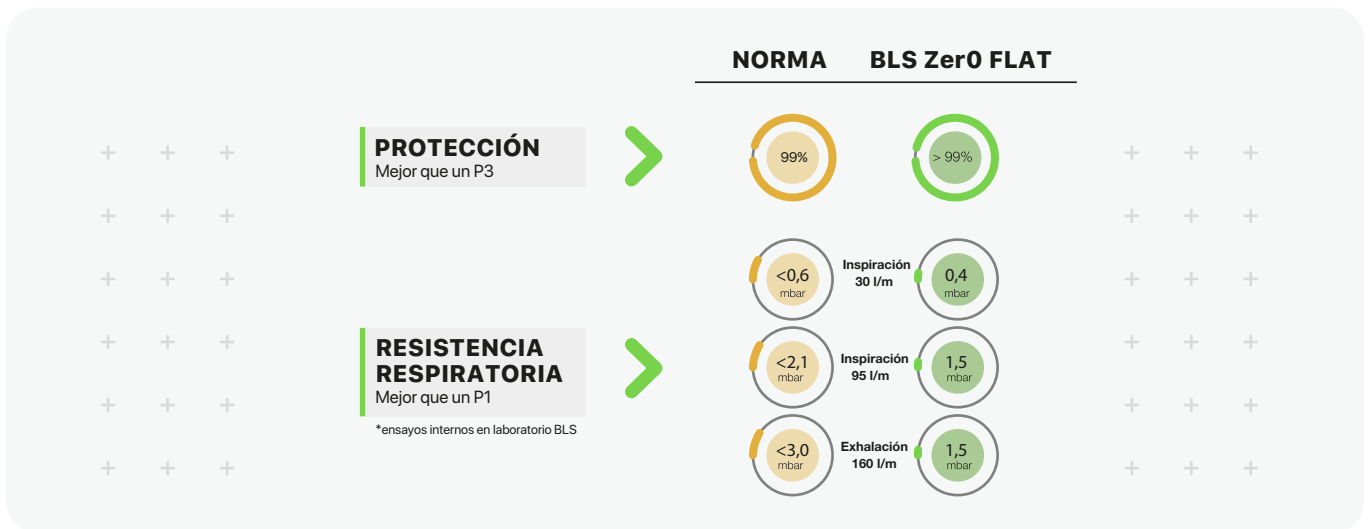 NORMA BLS Zer0 FLAT
PROTECCIÓN
Mejor que un P3
99% > 99%
<0,6
mbar
Inspiración
30 l/m
0,4
mbar
RESISTENCIA
RESPIRATORIA
Mejor que un P1
*ensayos internos en laboratorio BLS
<2,1
mbar
Inspiración
95 l/m
1,5
mbar
<3,0
mbar
Exhalación
160 l/m
1,5
mbar